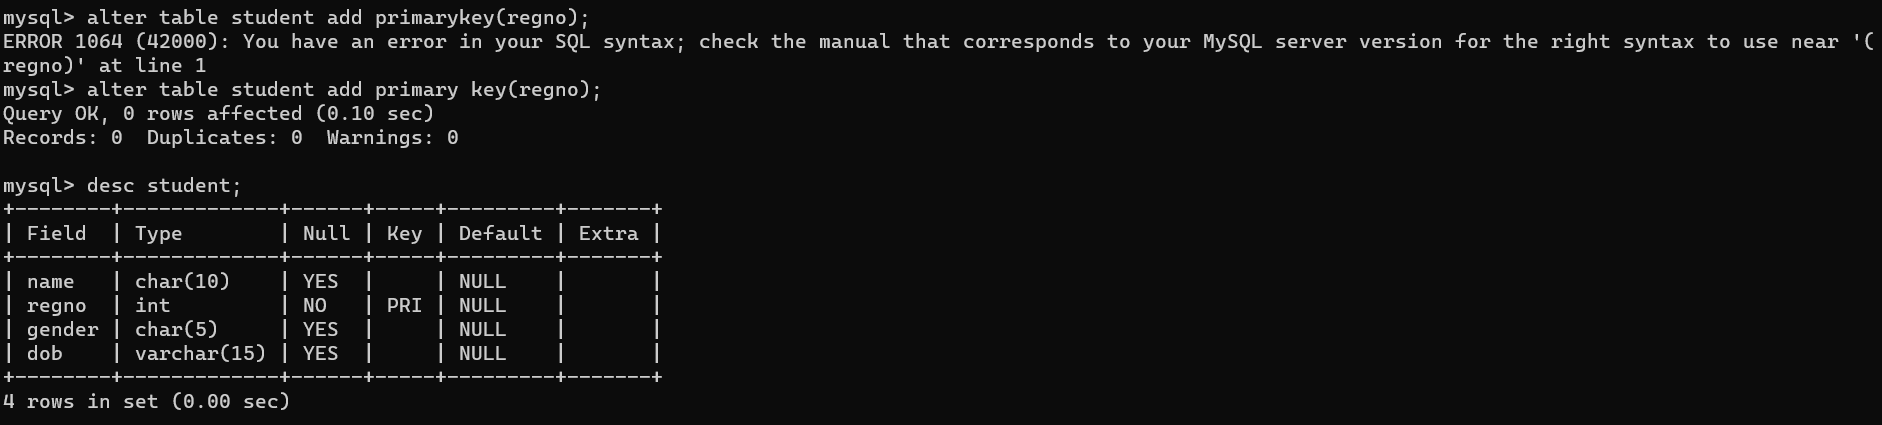 mysql> alter table student add primarykey(regno);
ERROR 1064 (42000): You have an error in your SQL syntax; check the manual that corresponds to your MySQL server version for the right syntax to use near '(
regno)' at line 1
mysql> alter table student add primary key(regno);
Query OK, 0 rows affected (0.10 sec)
Records: 0  Duplicates: 0  Warnings: 0

mysql> desc student;
+--------+-------------+------+-----+---------+-------+
| Field  | Type        | Null | Key | Default | Extra |
+--------+-------------+------+-----+---------+-------+
| name   | char(10)    | YES  |     | NULL    |       |
| regno  | int         | NO   | PRI | NULL    |       |
| gender | char(5)     | YES  |     | NULL    |       |
| dob    | varchar(15) | YES  |     | NULL    |       |
+--------+-------------+------+-----+---------+-------+
4 rows in set (0.00 sec)